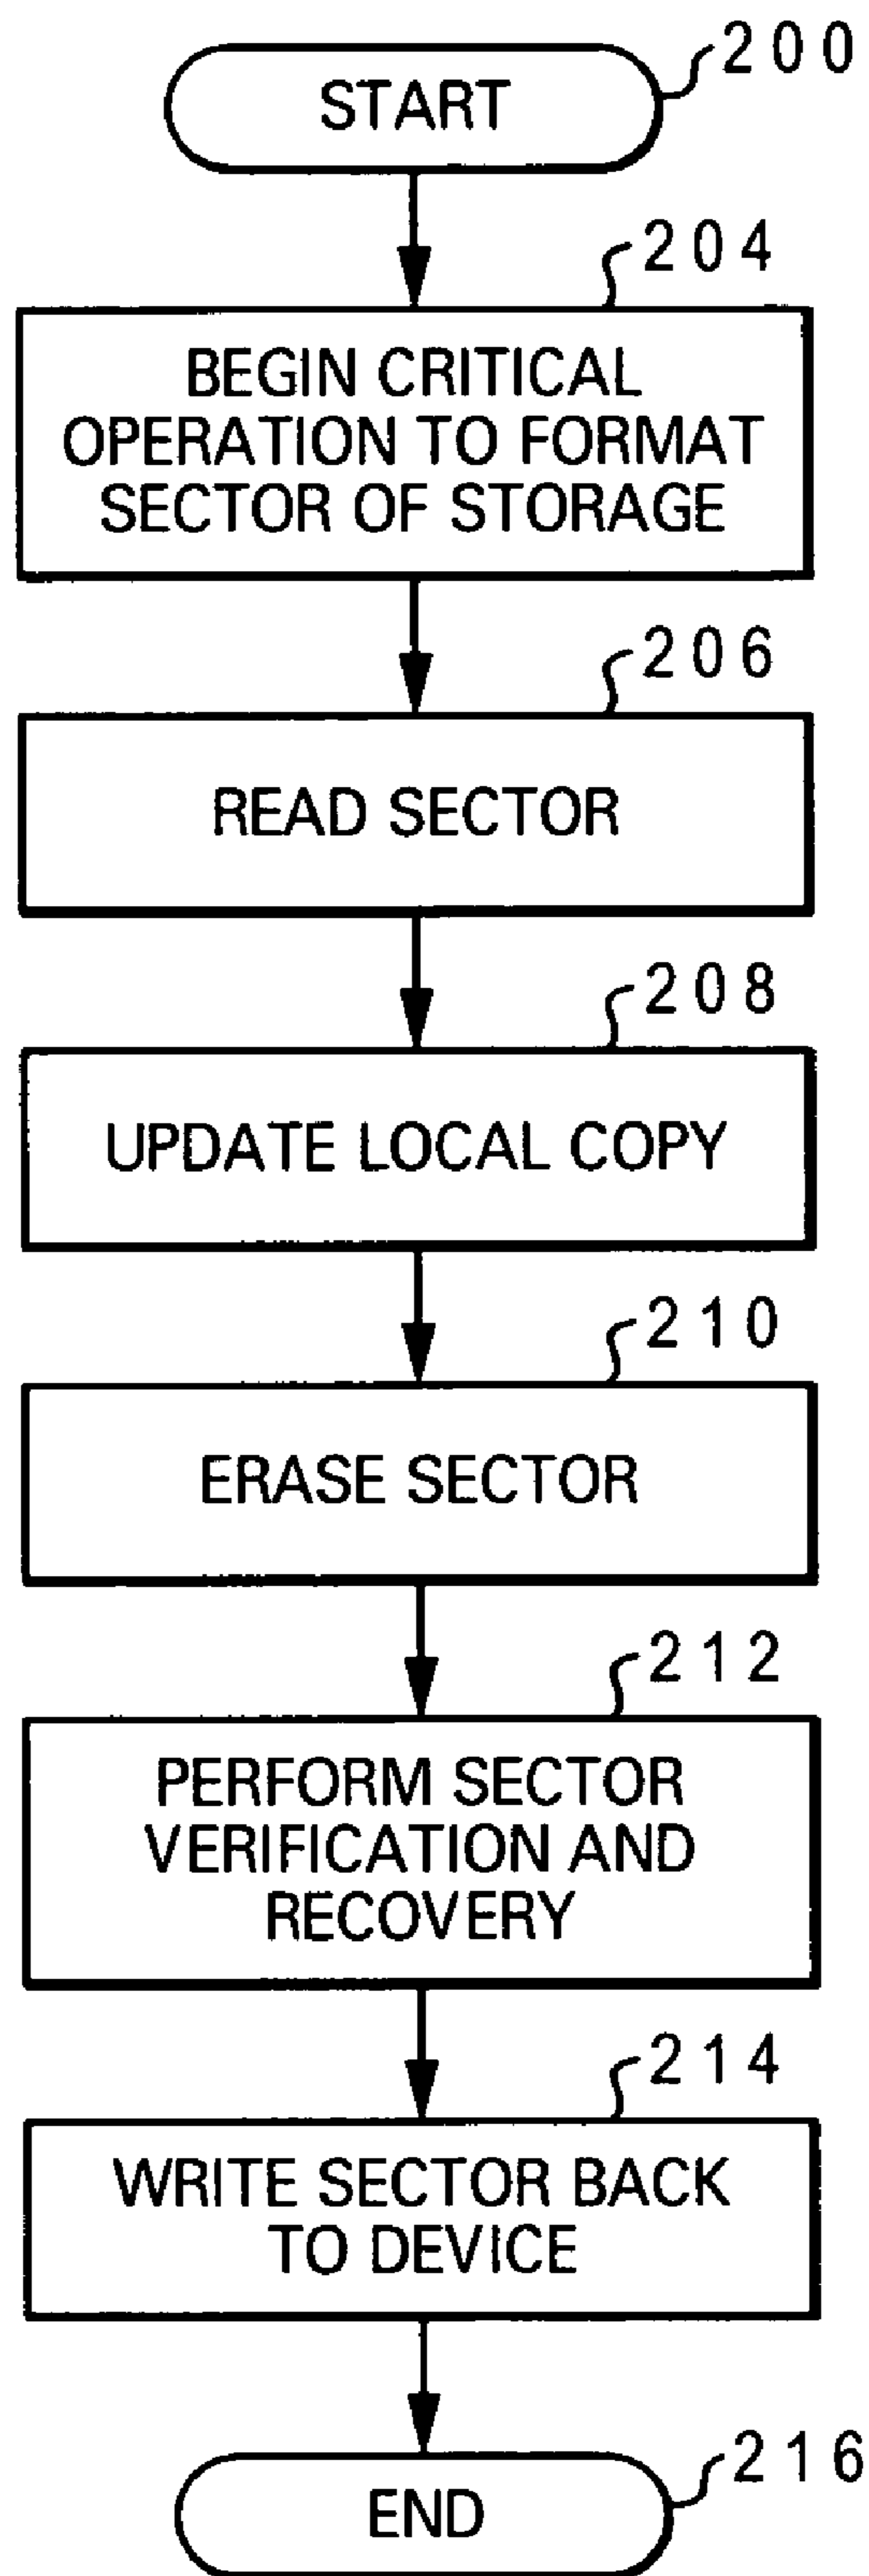 200
START
204
BEGIN CRITICAL
OPERATION TO FORMAT
SECTOR OF STORAGE
206
READ SECTOR
208
UPDATE LOCAL COPY
210
ERASE SECTOR
212
PERFORM SECTOR
VERIFICATION AND
RECOVERY
214
WRITE SECTOR BACK
TO DEVICE
216
END